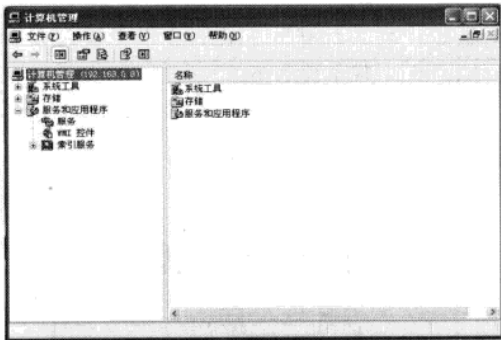 计算机管理
文件(F) 操作(A) 查看(V) 窗口(W) 帮助(H)
计算机管理 (192.168.0.8)
系统工具
存储
服务和应用程序
服务
WMI 控件
索引服务
名称
系统工具
存储
服务和应用程序